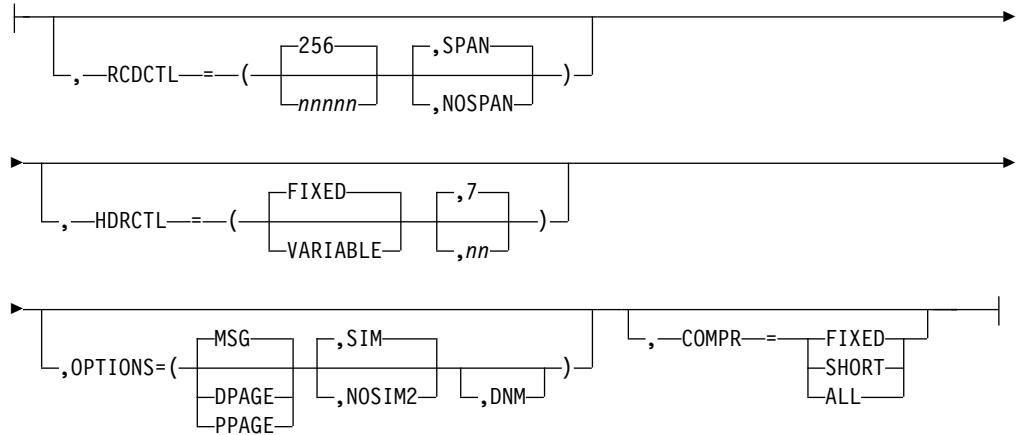 256 ,SPAN
, RCDCTL = ( nnnnn ,NOSPAN )
FIXED ,7
, HDRCTL = ( VARIABLE ,nn )
MSG ,SIM
,OPTIONS=( DPAGE ,NOSIM2 ,DNM ) , COMPR = FIXED
PPAGE SHORT
ALL